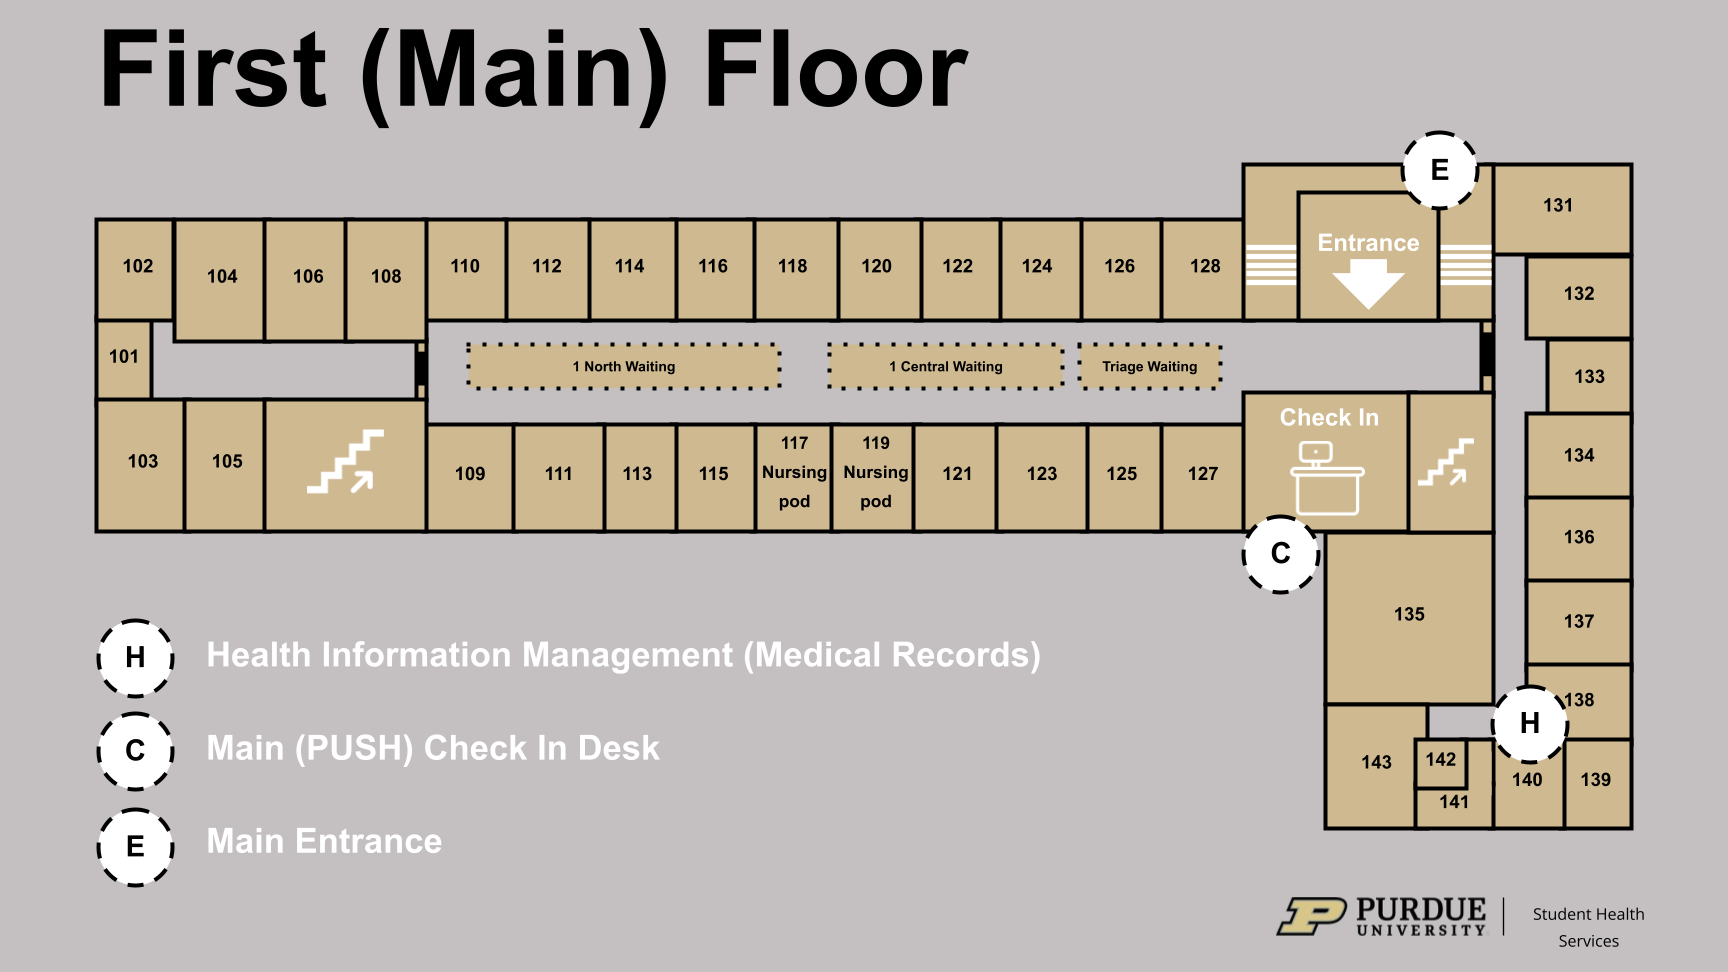 First (Main) Floor
E
131
Entrance
102
104
106
108
110
112
114
116
118
120
122
124
126
128
132
101
1 North Waiting
1 Central Waiting
Triage Waiting
133
103
105
109
111
113
115
117
Nursing
pod
119
Nursing
pod
121
123
125
127
Check In
134
C
136
135
137
138
H
143
142
141
140
139
H
Health Information Management (Medical Records)
C
Main (PUSH) Check In Desk
E
Main Entrance
P
PURDUE
UNIVERSITY
Student Health
Services